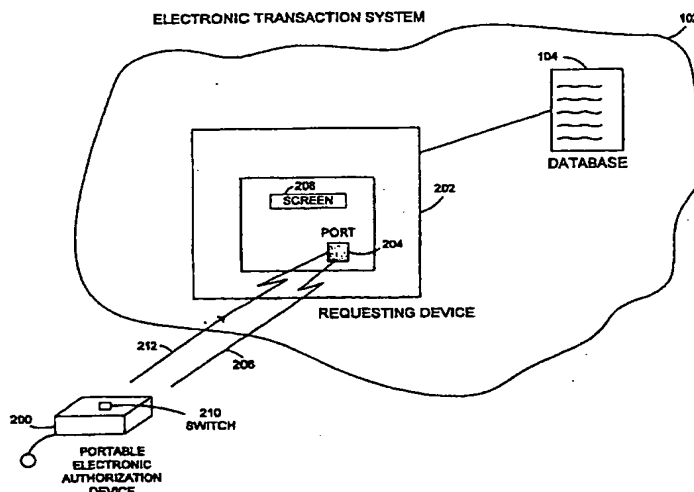 ELECTRONIC TRANSACTION SYSTEM
104
DATABASE
208
SCREEN
202
PORT
204
REQUESTING DEVICE
212
206
200
210
SWITCH
PORTABLE
ELECTRONIC
AUTHORIZATION
DEVICE